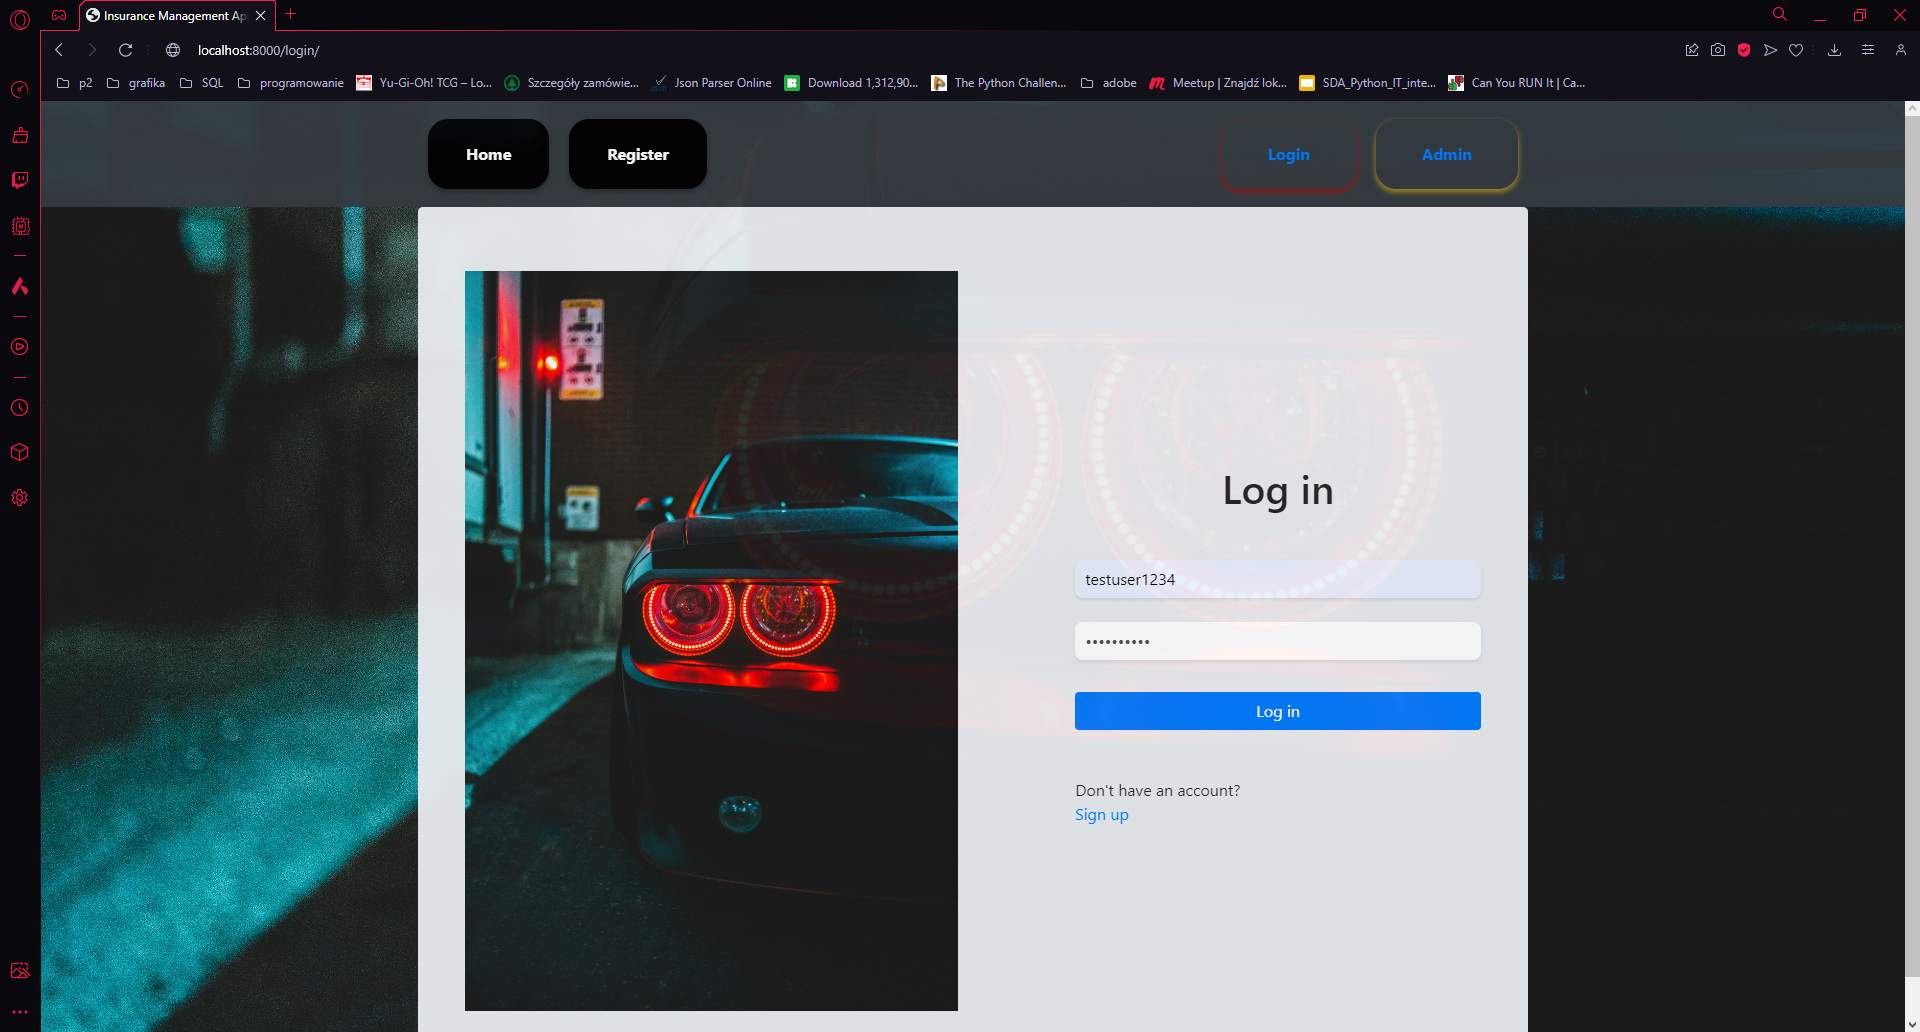 Insurance Management Ap
localhost:8000/login/
p2 grafika SQL programowanie Yu-Gi-Oh! TCG – Lo... Szczegóły zamówie... Json Parser Online Download 1,312,90... The Python Challen... adobe Meetup | Znajdź lok... SDA_Python_IT_inte... Can You RUN It | Ca...
Home Register Login Admin
Log in
testuser1234
••••••••••
Log in
Don't have an account?
Sign up